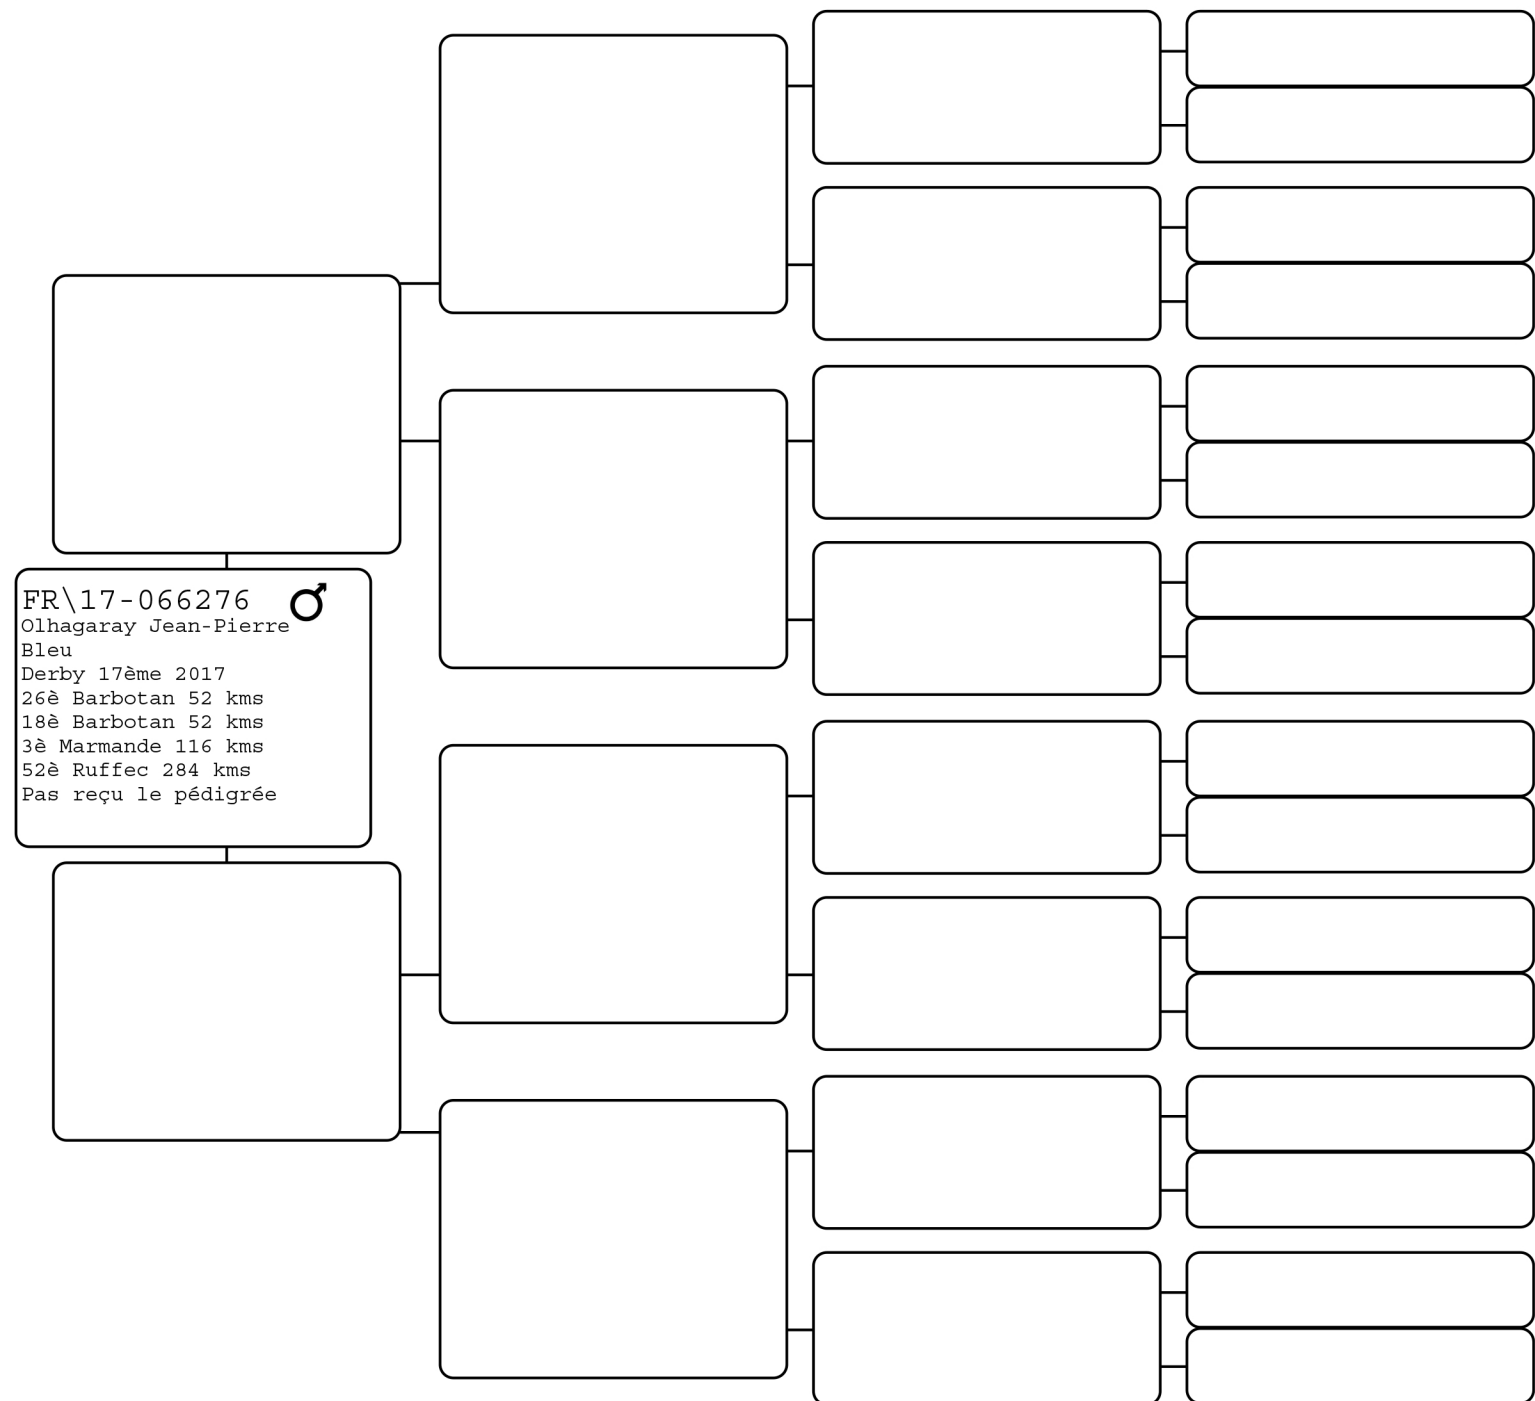 FR\17-066276 ♂
Olhagaray Jean-Pierre
Bleu
Derby 17ème 2017
26è Barbotan 52 kms
18è Barbotan 52 kms
3è Marmande 116 kms
52è Ruffec 284 kms
Pas reçu le pédigrée